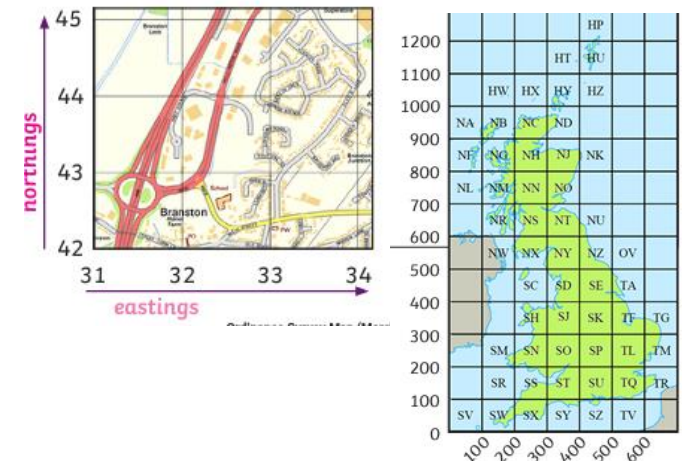 northings
45
44
43
42
Branston
School
Branston
PW
31 32 33 34
eastings
HP
1200
HT HU
1100
HW HX HY HZ
1000
NA NB NC ND
900
NF NG NH NJ NK
800
NL NM NN NO
700
NR NS NT NU
600
NW NX NY NZ OV
500
SC SD SE TA
400
SH SJ SK TF TG
300
SM SN SO SP TL TM
200
SR SS ST SU TQ TR
100
SV SW SX SY SZ TV
0
100 200 300 400 500 600